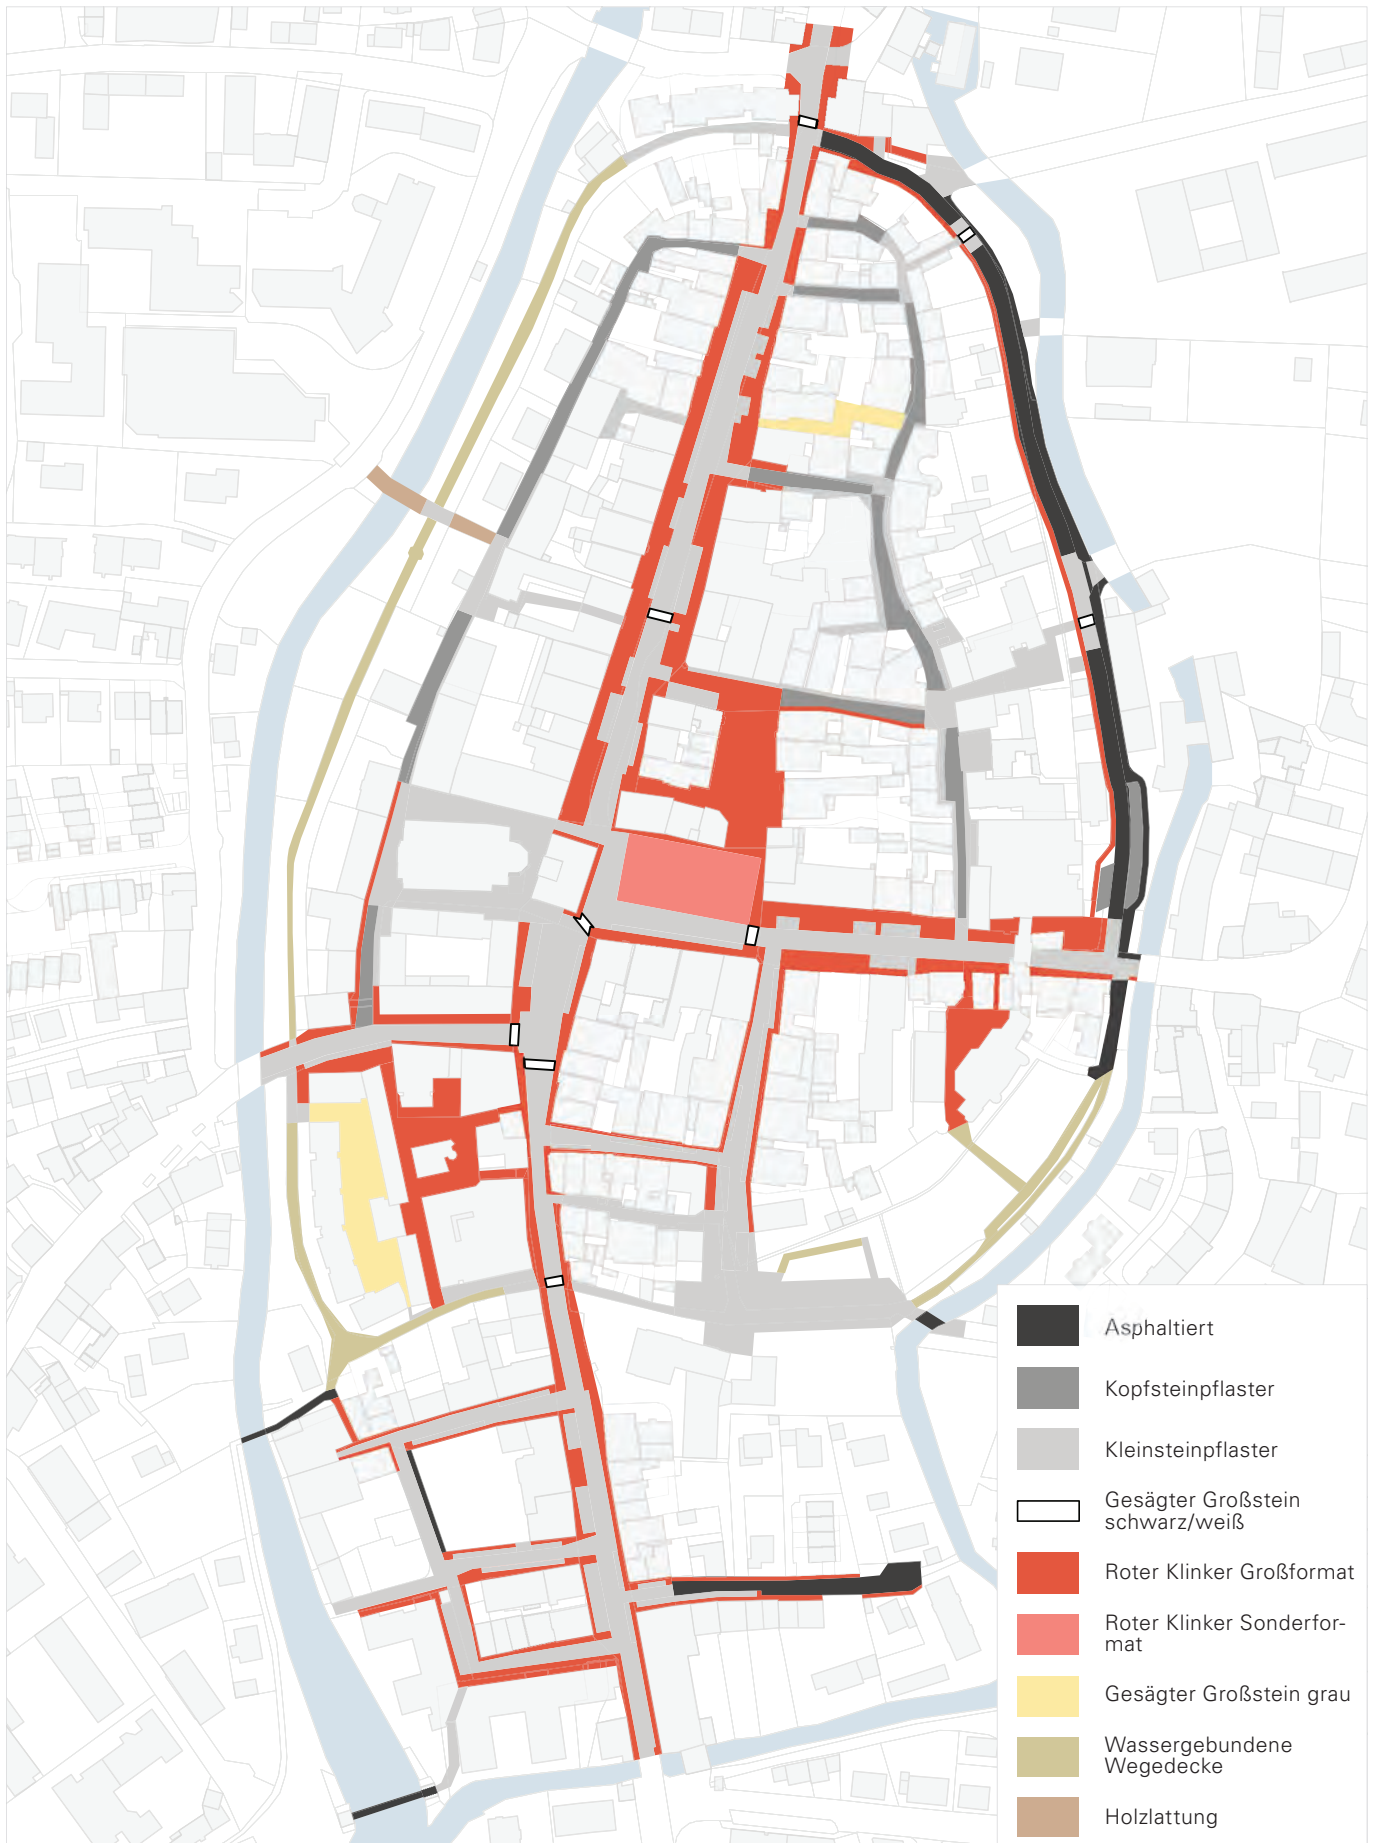 Asphaltiert
Kopfsteinpflaster
Kleinsteinpflaster
Gesägter Großstein
schwarz/weiß
Roter Klinker Großformat
Roter Klinker Sonderfor-
mat
Gesägter Großstein grau
Wassergebundene
Wegedecke
Holzlattung